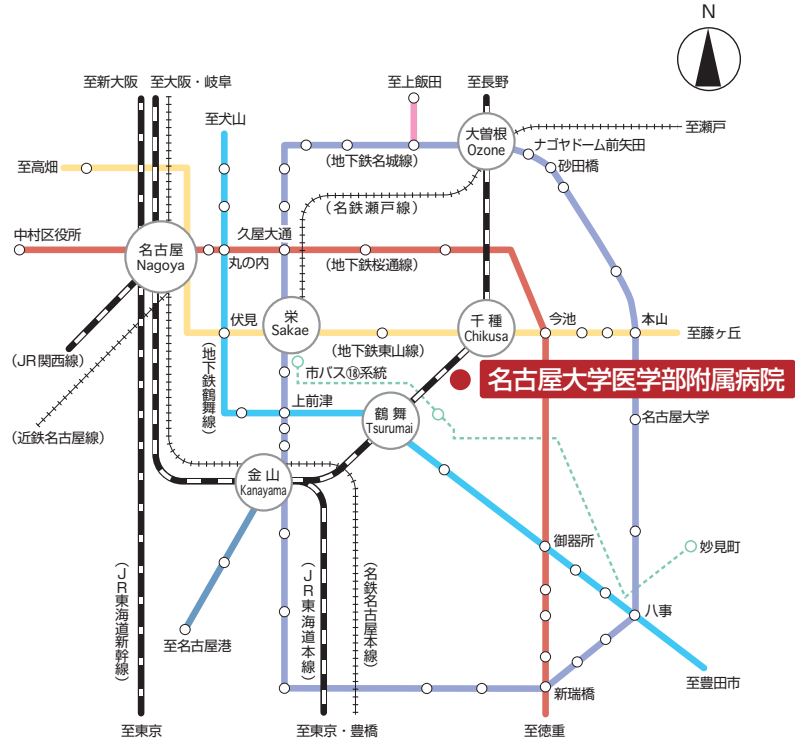 N
至新大阪
至大阪・岐阜
至上飯田
至長野
至犬山
大曽根
Ozone
至瀬戸
ナゴヤドーム前矢田
砂田橋
(地下鉄名城線)
至高畑
(名鉄瀬戸線)
中村区役所
名古屋
Nagoya
久屋大通
丸の内
(地下鉄桜通線)
栄
Sakae
伏見
千種
Chikusa
今池
本山
至藤ヶ丘
(地下鉄東山線)
(JR関西線)
(地下鉄鶴舞線)
市バス⑱系統
名古屋大学医学部附属病院
上前津
鶴舞
Tsurumai
名古屋大学
(近鉄名古屋線)
金山
Kanayama
御器所
妙見町
(JR東海道新幹線)
(JR東海道本線)
(名鉄名古屋本線)
八事
至名古屋港
新瑞橋
至豊田市
至東京
至東京・豊橋
至徳重